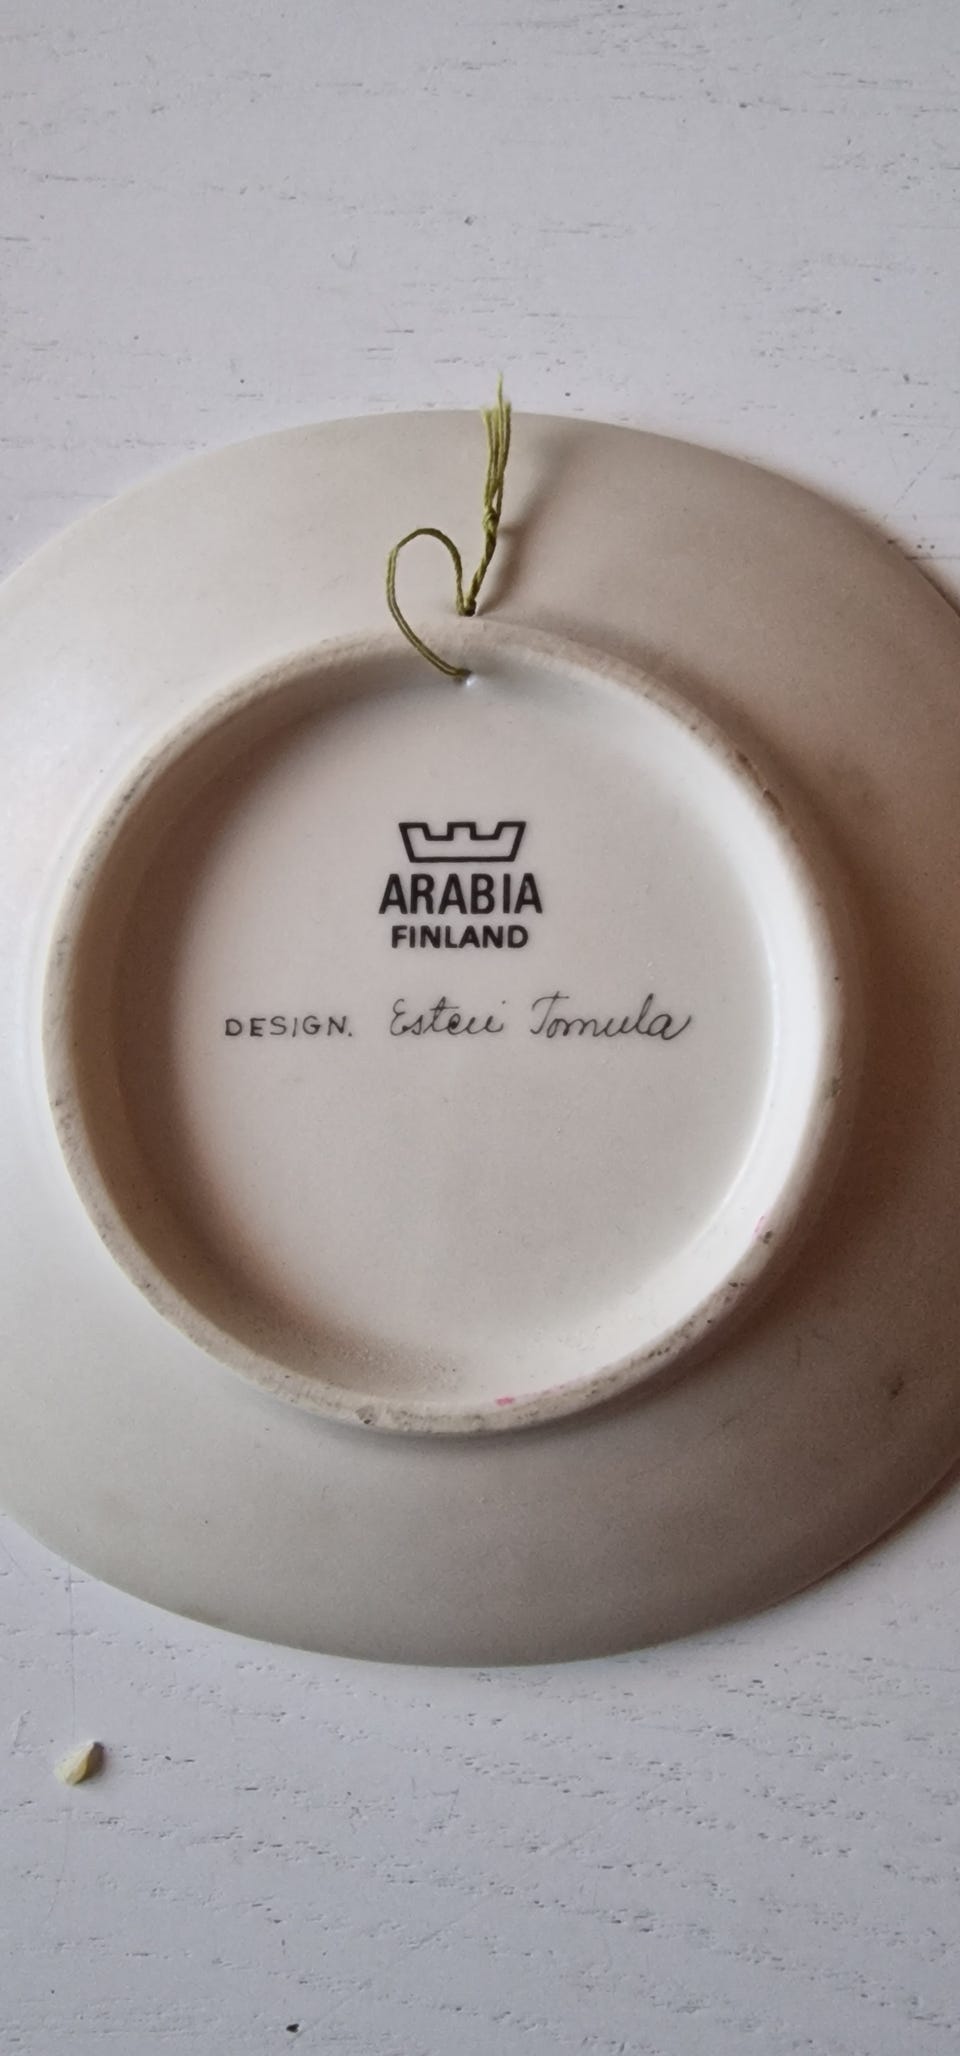 ARABIA
FINLAND
DESIGN. Esteri Tomula